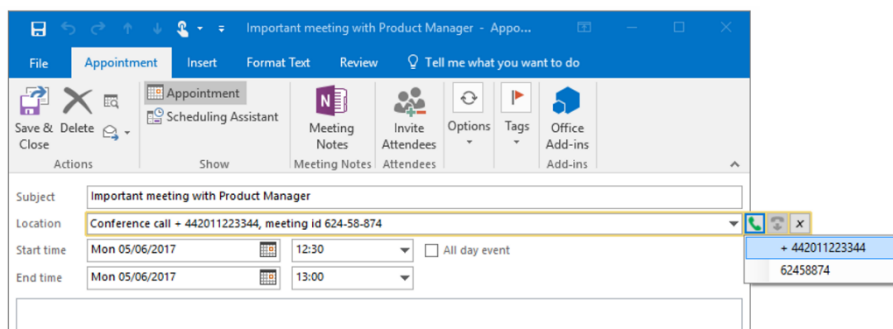 Important meeting with Product Manager - Appo...
File Appointment Insert Format Text Review Tell me what you want to do
Appointment
Scheduling Assistant
Save & Close
Delete
Meeting Notes
Invite Attendees
Options
Tags
Office Add-ins
Actions Show Meeting Notes Attendees Add-ins
Subject Important meeting with Product Manager
Location Conference call + 442011223344, meeting id 624-58-874
x
Start time Mon 05/06/2017 12:30 All day event
+ 442011223344
End time Mon 05/06/2017 13:00
62458874